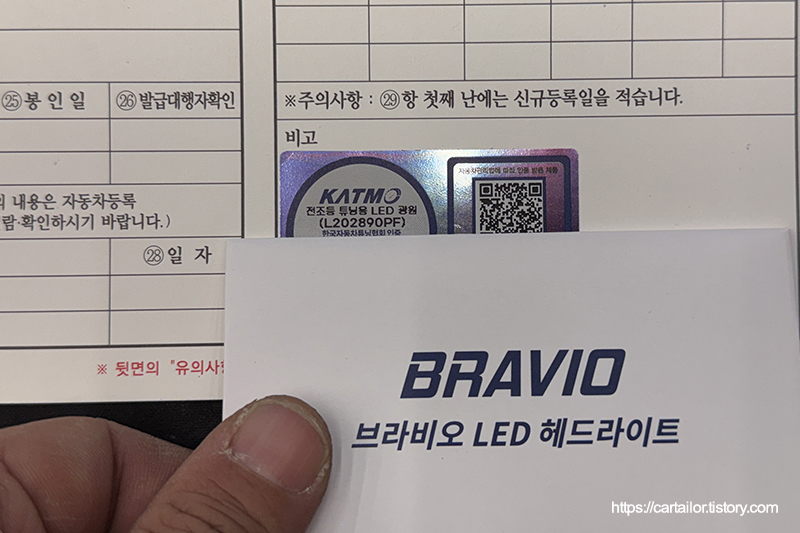 ㉕봉 인 일
㉖발급대행자확인
※주의사항 : ㉙항 첫째 난에는 신규등록일을 적습니다.
비고
내용은 자동차등록
람·확인하시기 바랍니다.)
㉘일 자
※ 뒷면의 "유의사
KATMO
전조등 튜닝용 LED 광원
(L202890PF)
한국자동차튜닝협회 인증
BRAVIO
브라비오 LED 헤드라이트
https://cartailor.tistory.com